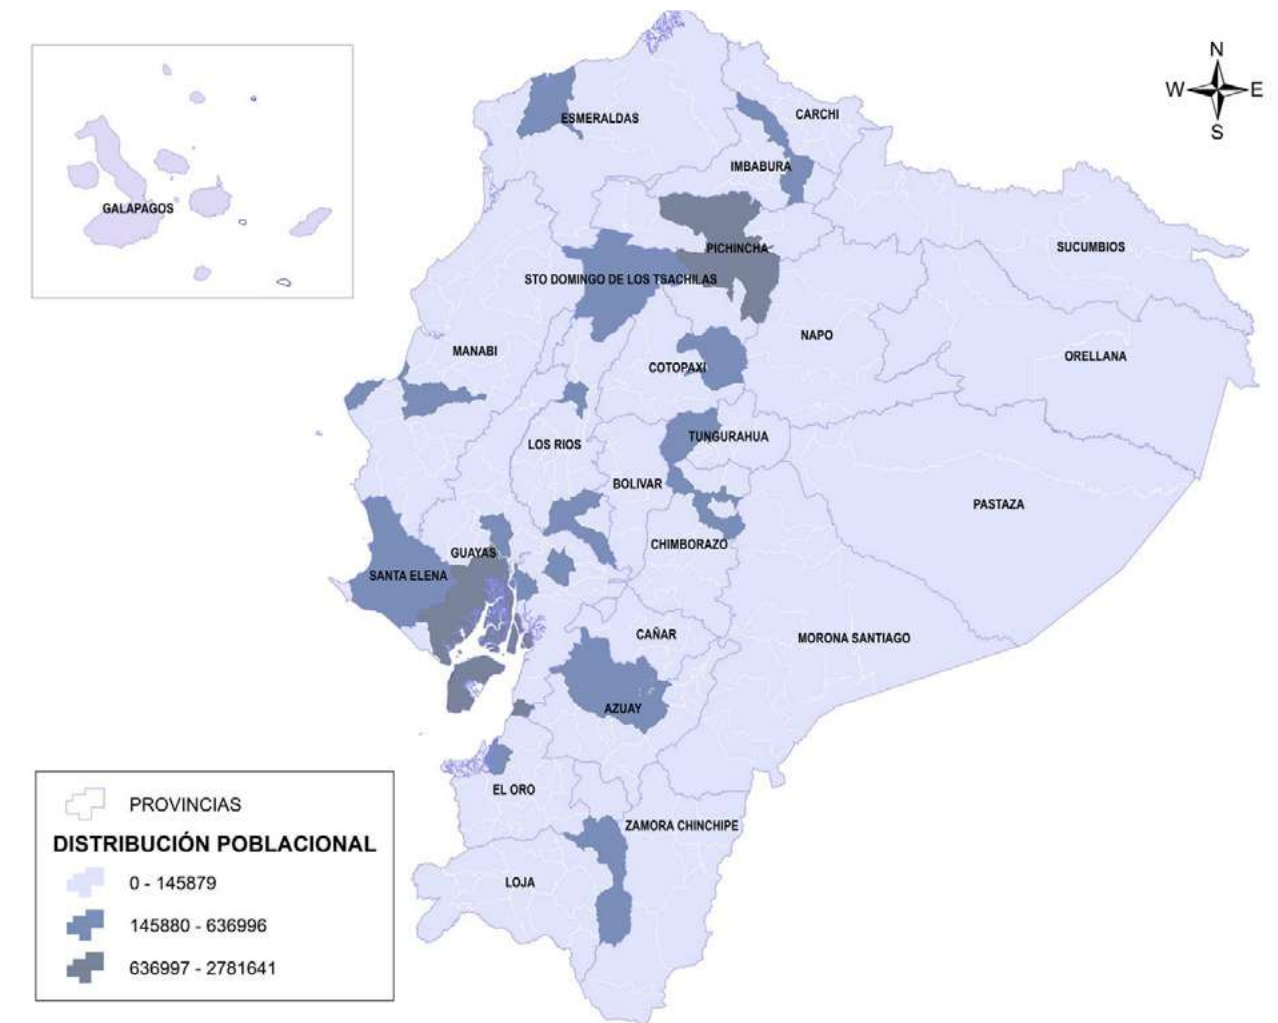 N
W E
S
ESMERALDAS
CARCHI
IMBABURA
GALAPAGOS
PICHINCHA
SUCUMBIOS
STO DOMINGO DE LOS TSACHILAS
NAPO
MANABI
ORELLANA
COTOPAXI
TUNGURAHUA
LOS RIOS
BOLIVAR
PASTAZA
CHIMBORAZO
GUAYAS
SANTA ELENA
CAÑAR
MORONA SANTIAGO
AZUAY
EL ORO
ZAMORA CHINCHIPE
LOJA
PROVINCIAS
DISTRIBUCIÓN POBLACIONAL
0 - 145879
145880 - 636996
636997 - 2781641